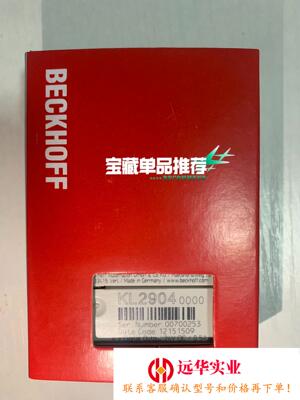 BECKHOFF
宝藏单品推荐
KL2904 0000
Ser. Number 00700253
Date Code 12151509
远华实业
联系客服确认型号和价格再下单！